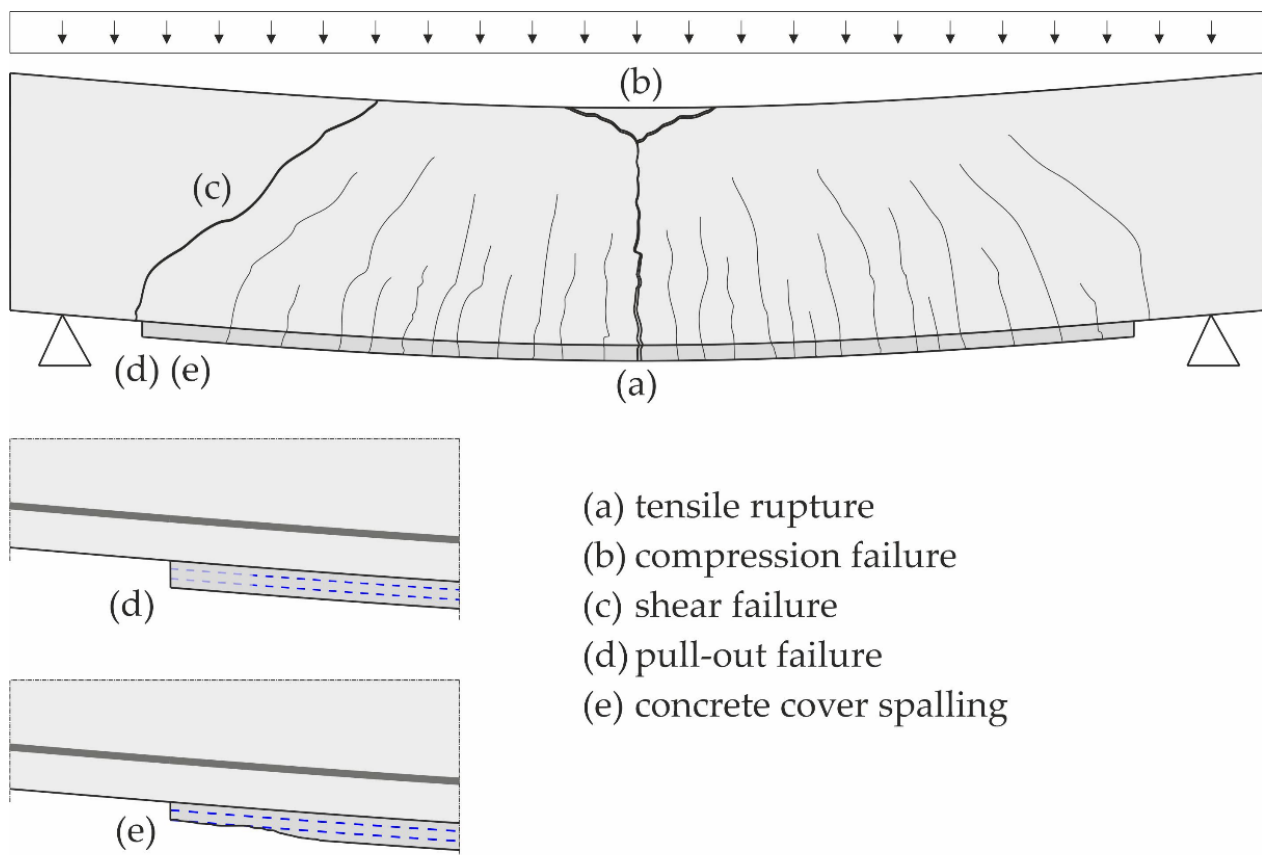 (b)
(c)
(d) (e)
(a)
(d)
(a) tensile rupture
(b) compression failure
(c) shear failure
(d) pull-out failure
(e) concrete cover spalling
(e)